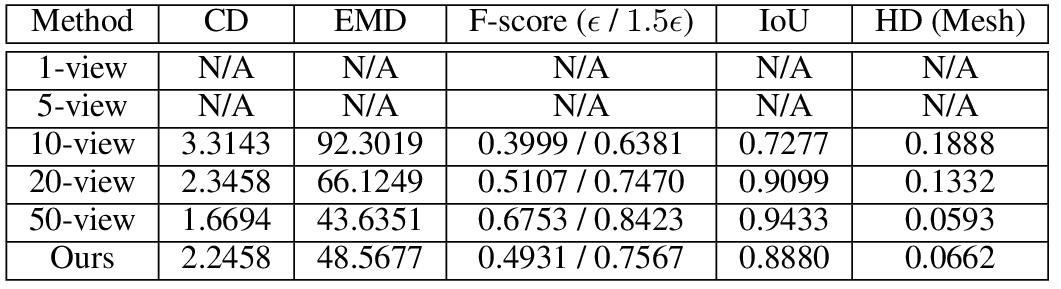 Method CD EMD F-score (ϵ / 1.5ϵ) IoU HD (Mesh)
1-view N/A N/A N/A N/A N/A
5-view N/A N/A N/A N/A N/A
10-view 3.3143 92.3019 0.3999 / 0.6381 0.7277 0.1888
20-view 2.3458 66.1249 0.5107 / 0.7470 0.9099 0.1332
50-view 1.6694 43.6351 0.6753 / 0.8423 0.9433 0.0593
Ours 2.2458 48.5677 0.4931 / 0.7567 0.8880 0.0662